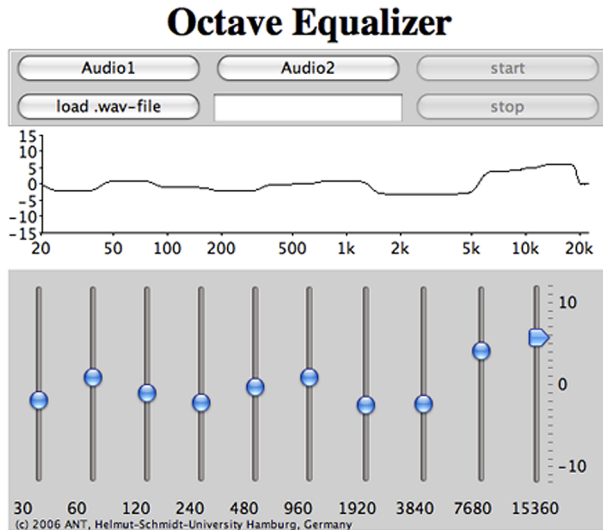 Octave Equalizer
Audio1 Audio2 start
load .wav-file stop
15
10
5
0
-5
-10
-15
20 50 100 200 500 1k 2k 5k 10k 20k
10
0
-10
30 60 120 240 480 960 1920 3840 7680 15360
(c) 2006 ANT, Helmut-Schmidt-University Hamburg, Germany